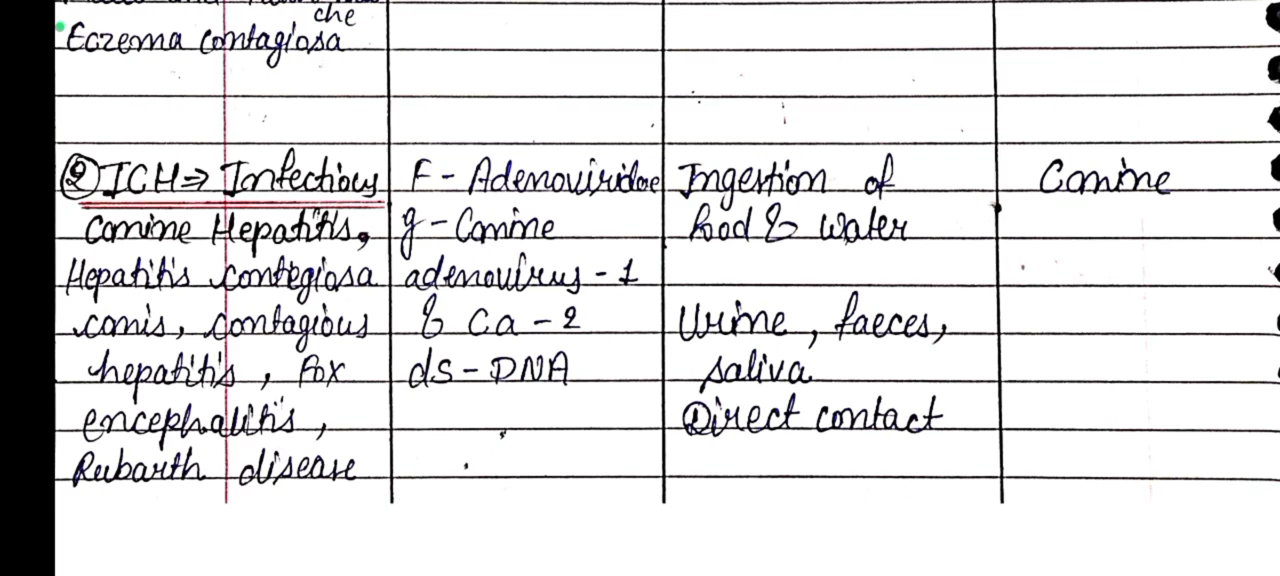 che
Eczema contagiosa
② ICH ⇒ Infectious
canine Hepatitis,
Hepatitis contegiosa
canis, contagious
hepatitis, fox
encephalitis,
Rubarth disease
F - Adenoviridae
g - Canine
adenovirus - 1
& Ca - 2
ds - DNA
Ingestion of
food & water
Urine, faeces,
saliva
Direct contact
Canine